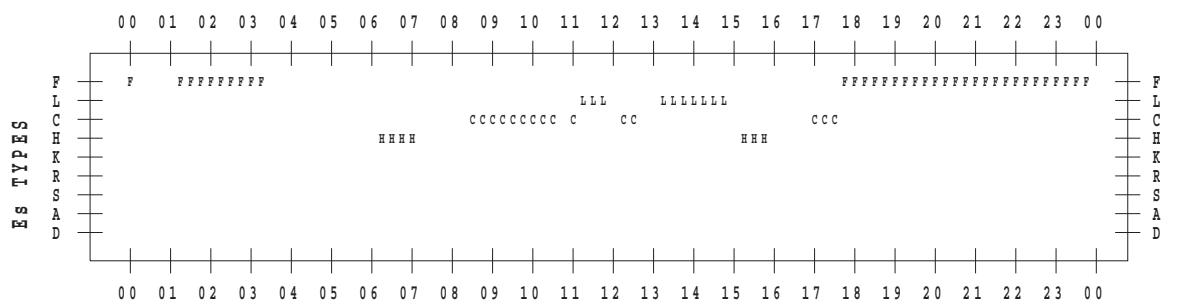 00 01 02 03 04 05 06 07 08 09 10 11 12 13 14 15 16 17 18 19 20 21 22 23 00
F F FFFFFFFFF FFFFFFFFFFFFFFFFFFFFFFFFF F
L LLL LLLLLLL L
C CCCCCCCCC C CC CCC C
H HHHH HHH H
K K
R R
S S
A A
D D
Es TYPES
00 01 02 03 04 05 06 07 08 09 10 11 12 13 14 15 16 17 18 19 20 21 22 23 00